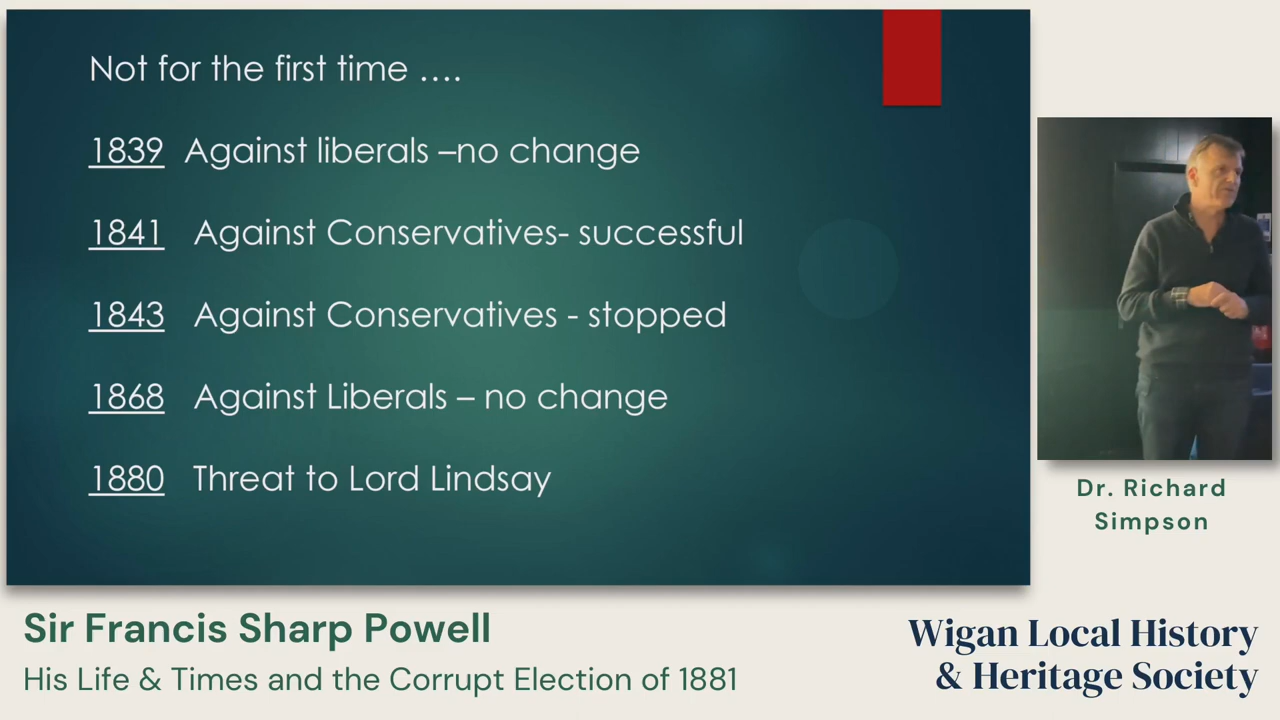 Not for the first time ....
1839 Against liberals –no change
1841 Against Conservatives- successful
1843 Against Conservatives - stopped
1868 Against Liberals – no change
1880 Threat to Lord Lindsay
Dr. Richard
Simpson
Sir Francis Sharp Powell
His Life & Times and the Corrupt Election of 1881
Wigan Local History
& Heritage Society